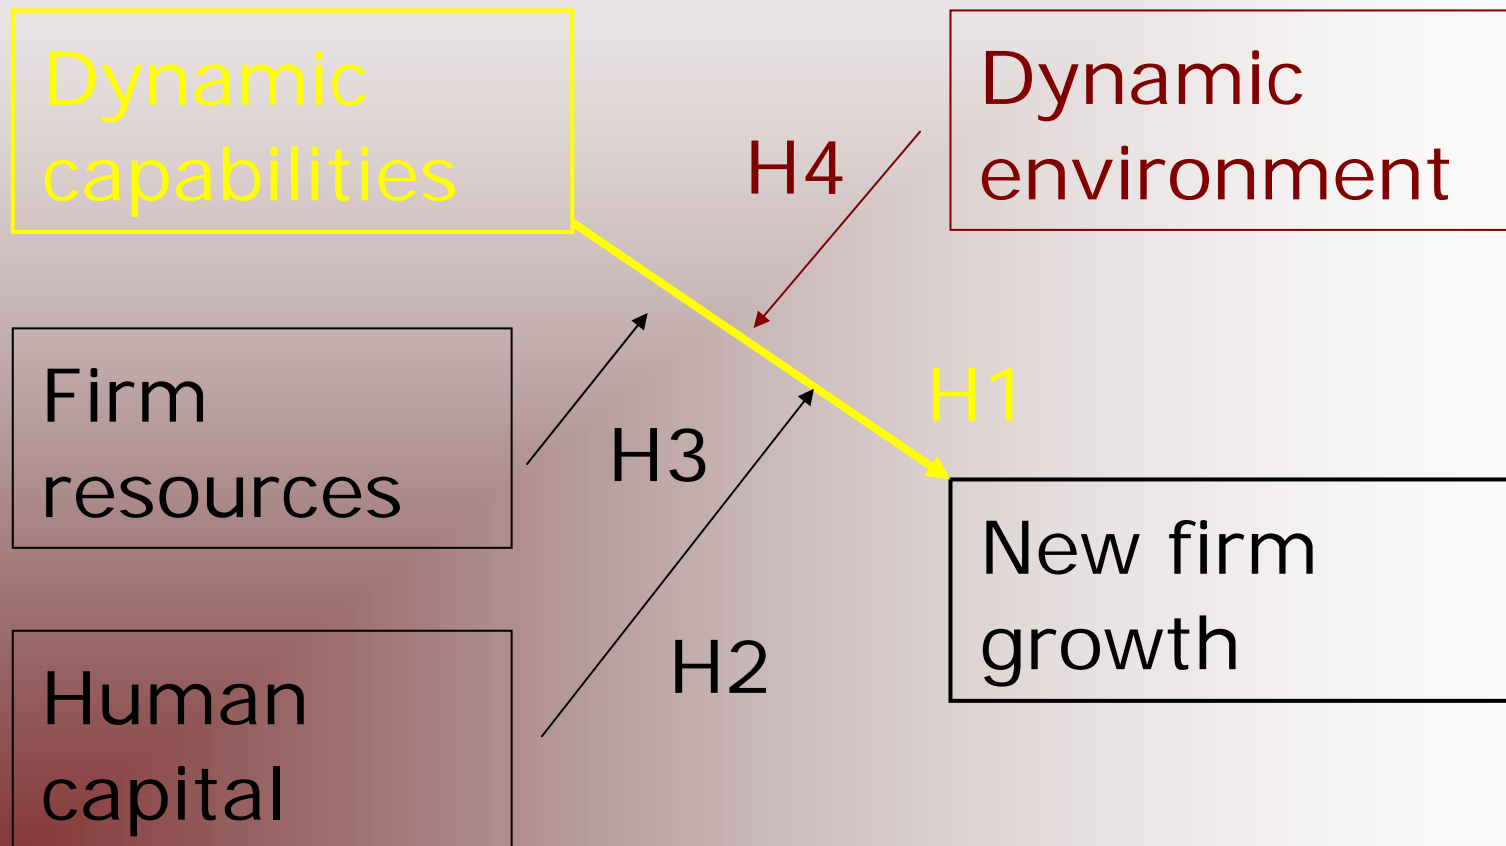 Dynamic
capabilities
Dynamic
environment
H4
Firm
resources
H3
H1
New firm
growth
H2
Human
capital